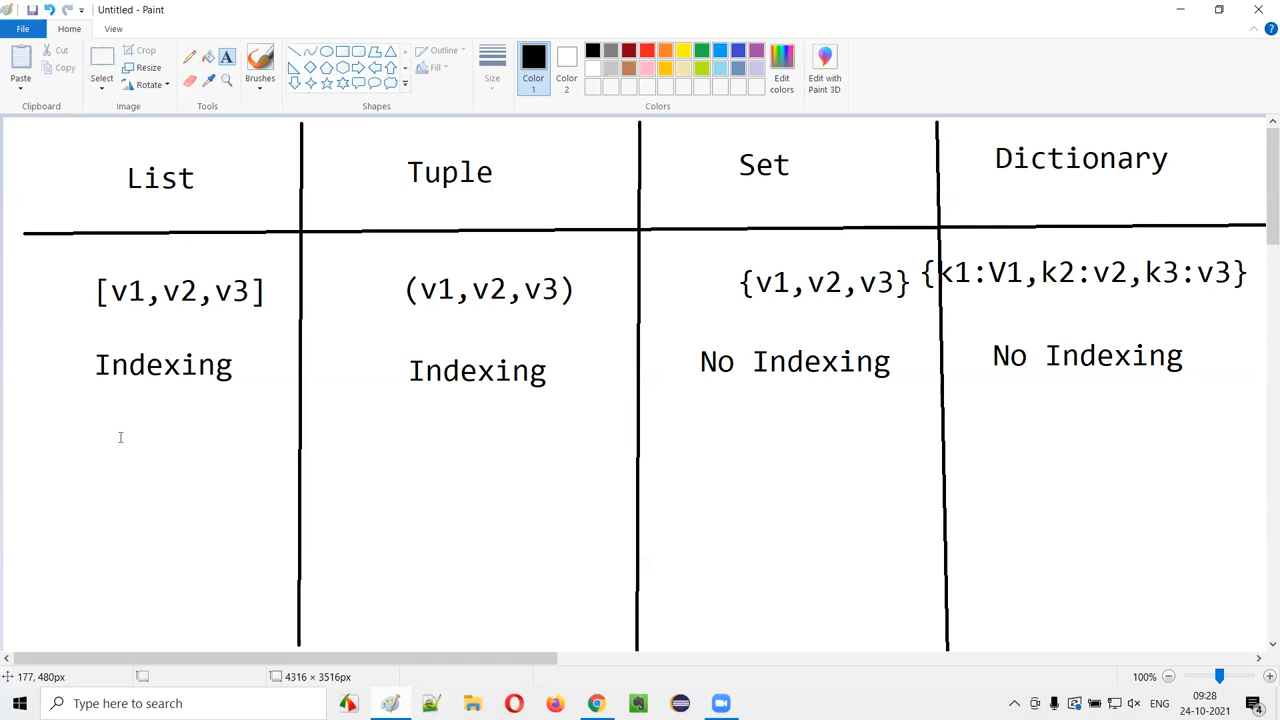 Untitled - Paint
File Home View
Paste
Cut
Copy
Clipboard
Select
Crop
Resize
Rotate
Image
Tools
Brushes
Shapes
Outline
Fill
Size
Color 1
Color 2
Edit colors
Colors
Edit with Paint 3D
List Tuple Set Dictionary
[v1,v2,v3] (v1,v2,v3) {v1,v2,v3} {k1:V1,k2:v2,k3:v3}
Indexing Indexing No Indexing No Indexing
177, 480px 4316 × 3516px 100%
Type here to search
ENG
09:28
24-10-2021
4